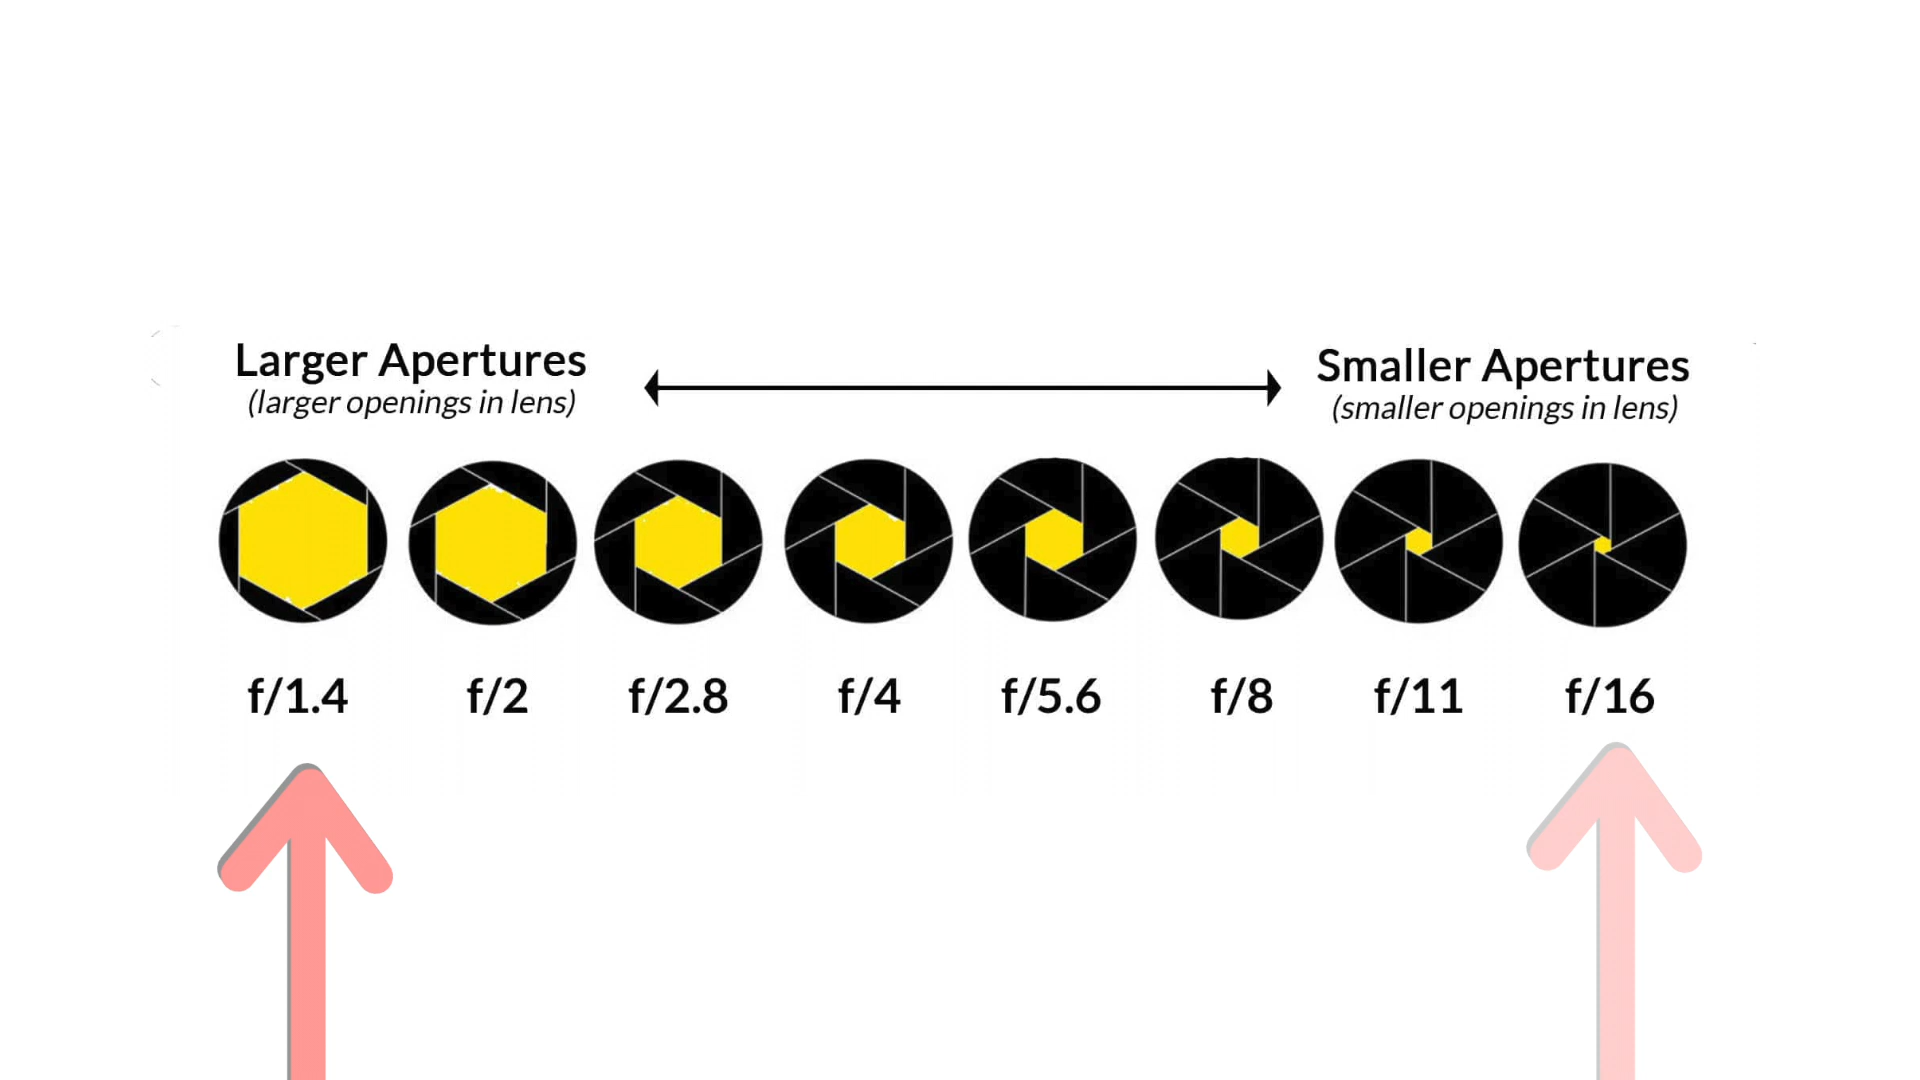 Larger Apertures
(larger openings in lens)
Smaller Apertures
(smaller openings in lens)
f/1.4
f/2
f/2.8
f/4
f/5.6
f/8
f/11
f/16